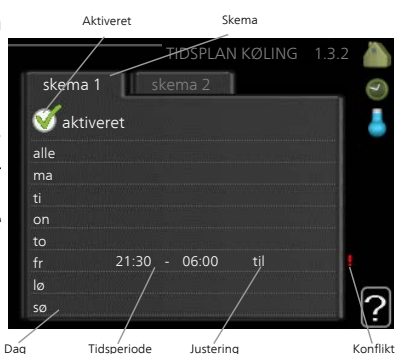 Aktiveret Skema
TIDSPLAN KØLING 1.3.2
skema 1 skema 2
aktiveret
alle
ma
ti
on
to
fr 21:30 - 06:00 til !
lø
sø
?
Dag Tidsperiode Justering Konflikt